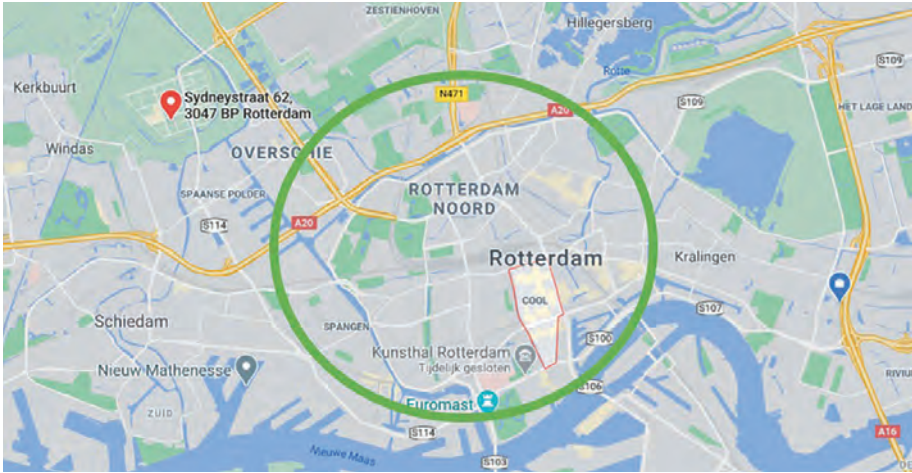 ZESTIENHOVEN
Hillegersberg
Kerkbuurt
Sydneystraat 62,
3047 BP Rotterdam
N471
Rotte
S109
S109
A20
HET LAGE LAND
Windas
OVERSCHIE
SPAANSE POLDER
ROTTERDAM
NOORD
S114
A20
Rotterdam
Kralingen
COOL
Schiedam
SPANGEN
S107
S100
Kunsthal Rotterdam
Tijdelijk gesloten
Nieuw Mathenesse
S106
Euromast
ZUID
S114
A16
Nieuwe Maas
S103